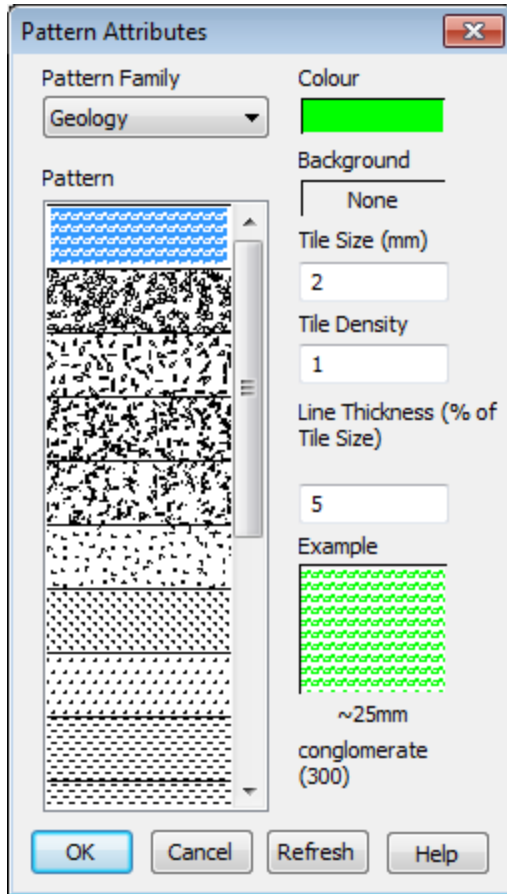 Pattern Attributes
Pattern Family
Geology
Pattern
Colour
Background
None
Tile Size (mm)
2
Tile Density
1
Line Thickness (% of
Tile Size)
5
Example
~25mm
conglomerate
(300)
OK
Cancel
Refresh
Help